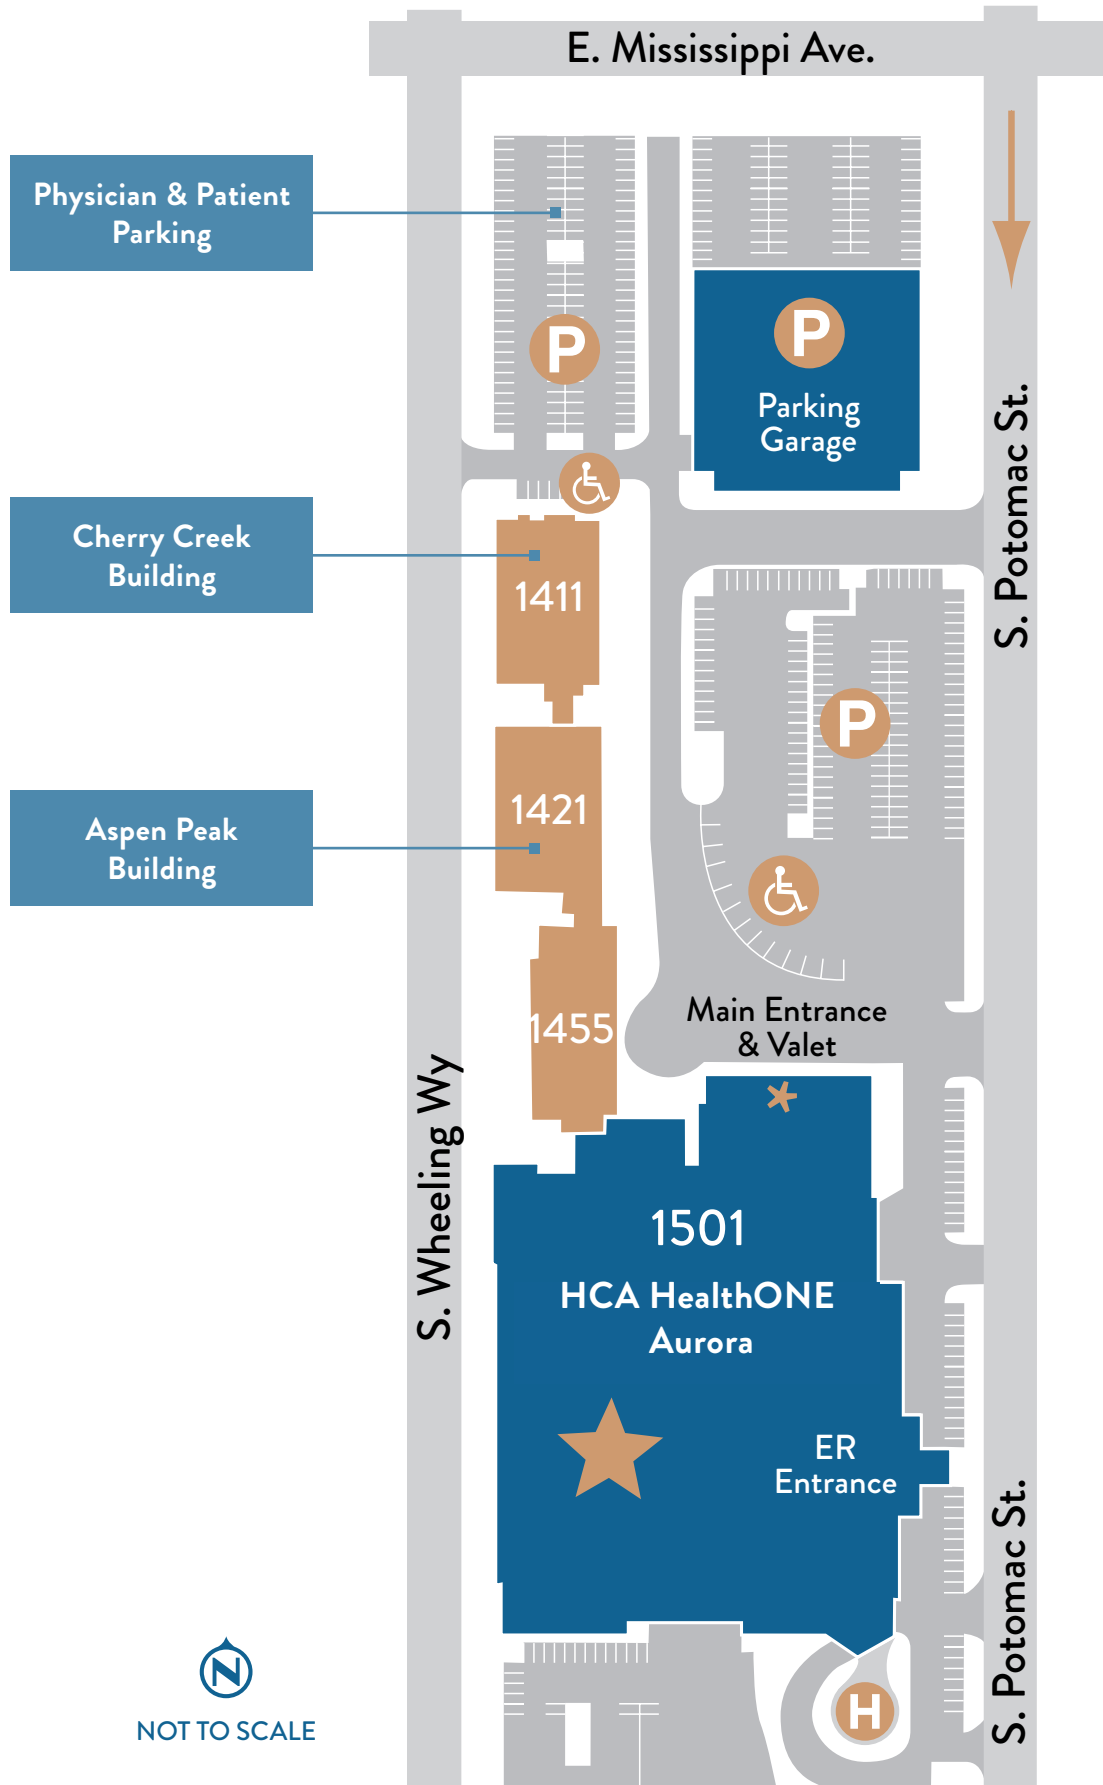 E. Mississippi Ave.
Physician & Patient
Parking
P
P
Parking
Garage
S. Potomac St.
Cherry Creek
Building
1411
P
1421
Aspen Peak
Building
Main Entrance
& Valet
1455
S. Wheeling Wy
1501
HCA HealthONE
Aurora
ER
Entrance
S. Potomac St.
N
NOT TO SCALE
H